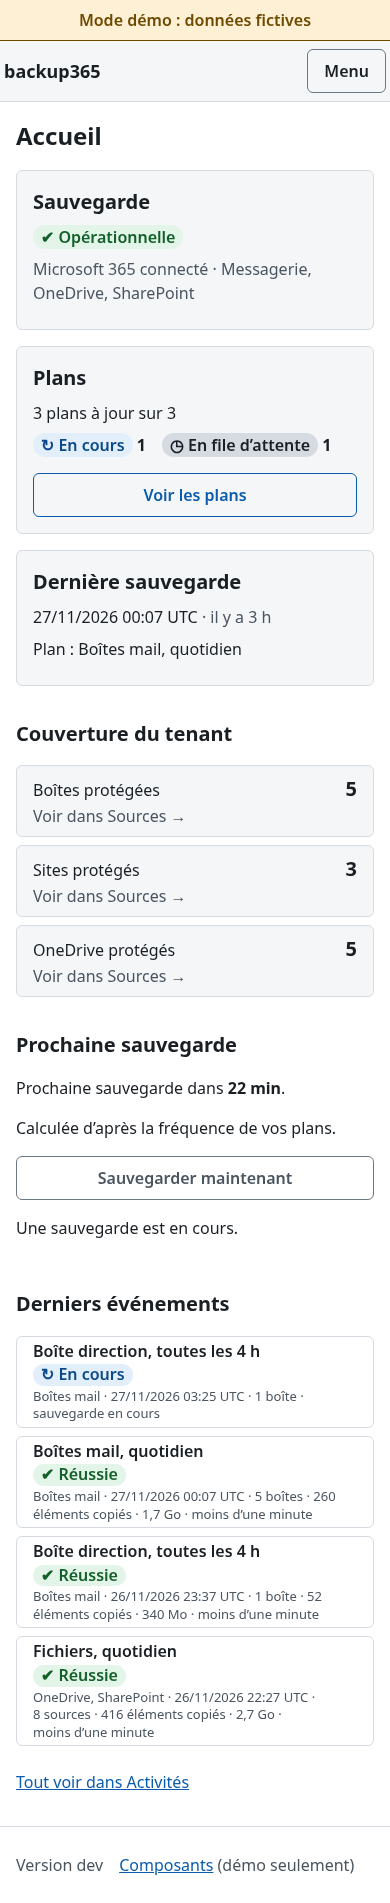 Mode démo : données fictives
backup365
Menu
Accueil
Sauvegarde
✔ Opérationnelle
Microsoft 365 connecté · Messagerie,
OneDrive, SharePoint
Plans
3 plans à jour sur 3
↻ En cours 1 ◷ En file d’attente 1
Voir les plans
Dernière sauvegarde
27/11/2026 00:07 UTC · il y a 3 h
Plan : Boîtes mail, quotidien
Couverture du tenant
Boîtes protégées 5
Voir dans Sources →
Sites protégés 3
Voir dans Sources →
OneDrive protégés 5
Voir dans Sources →
Prochaine sauvegarde
Prochaine sauvegarde dans 22 min.
Calculée d’après la fréquence de vos plans.
Sauvegarder maintenant
Une sauvegarde est en cours.
Derniers événements
Boîte direction, toutes les 4 h
↻ En cours
Boîtes mail · 27/11/2026 03:25 UTC · 1 boîte ·
sauvegarde en cours
Boîtes mail, quotidien
✔ Réussie
Boîtes mail · 27/11/2026 00:07 UTC · 5 boîtes · 260
éléments copiés · 1,7 Go · moins d’une minute
Boîte direction, toutes les 4 h
✔ Réussie
Boîtes mail · 26/11/2026 23:37 UTC · 1 boîte · 52
éléments copiés · 340 Mo · moins d’une minute
Fichiers, quotidien
✔ Réussie
OneDrive, SharePoint · 26/11/2026 22:27 UTC ·
8 sources · 416 éléments copiés · 2,7 Go ·
moins d’une minute
Tout voir dans Activités
Version dev Composants (démo seulement)